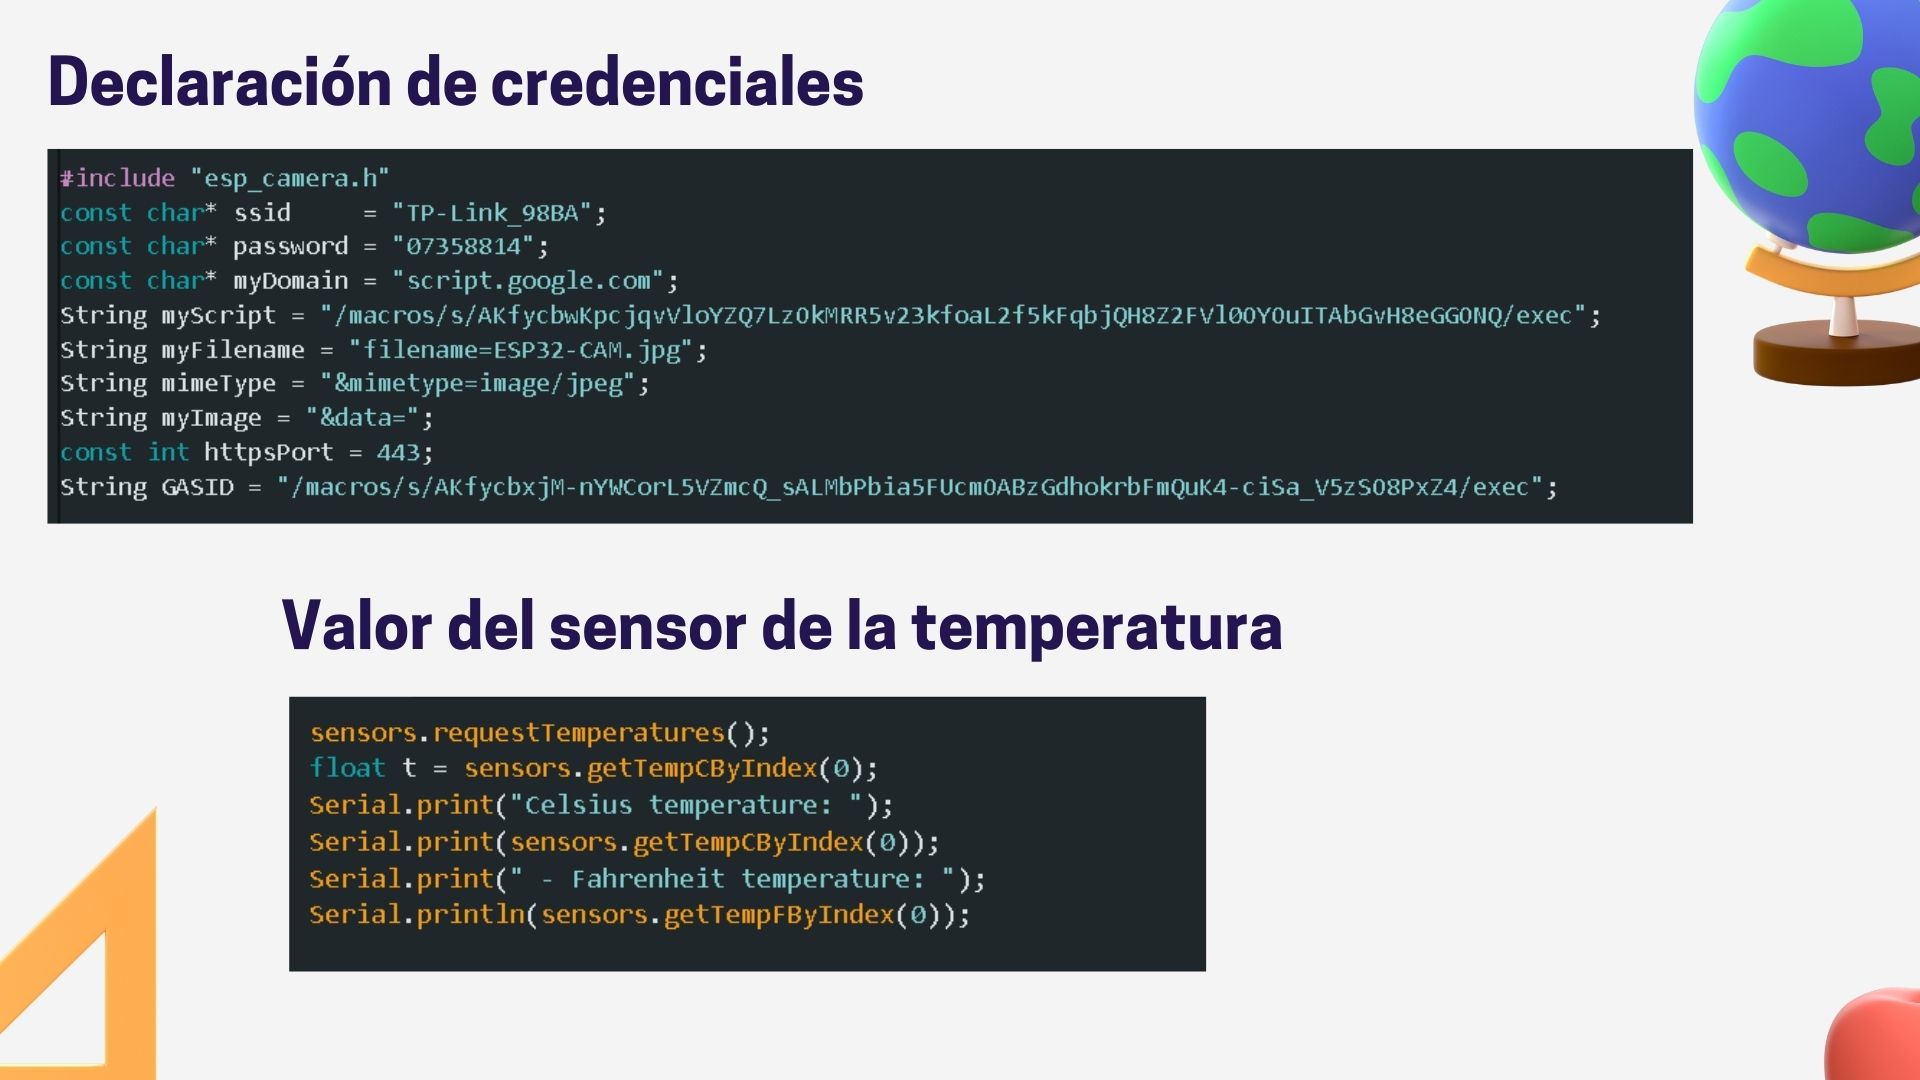 Declaración de credenciales
#include "esp_camera.h"
const char* ssid     = "TP-Link_98BA";
const char* password = "07358814";
const char* myDomain = "script.google.com";
String myScript = "/macros/s/AKfycbwKpcjqvVloYZQ7LzOkMRR5v23kfoaL2f5kFqbjQH8Z2FVl0OYOuITAbGvH8eGGONQ/exec";
String myFilename = "filename=ESP32-CAM.jpg";
String mimeType = "&mimetype=image/jpeg";
String myImage = "&data=";
const int httpsPort = 443;
String GASID = "/macros/s/AKfycbxjM-nYWCorL5VZmcQ_sALMbPbia5FUcmOABzGdhokrbFmQuK4-ciSa_V5zSO8PxZ4/exec";
Valor del sensor de la temperatura
sensors.requestTemperatures();
float t = sensors.getTempCByIndex(0);
Serial.print("Celsius temperature: ");
Serial.print(sensors.getTempCByIndex(0));
Serial.print(" - Fahrenheit temperature: ");
Serial.println(sensors.getTempFByIndex(0));